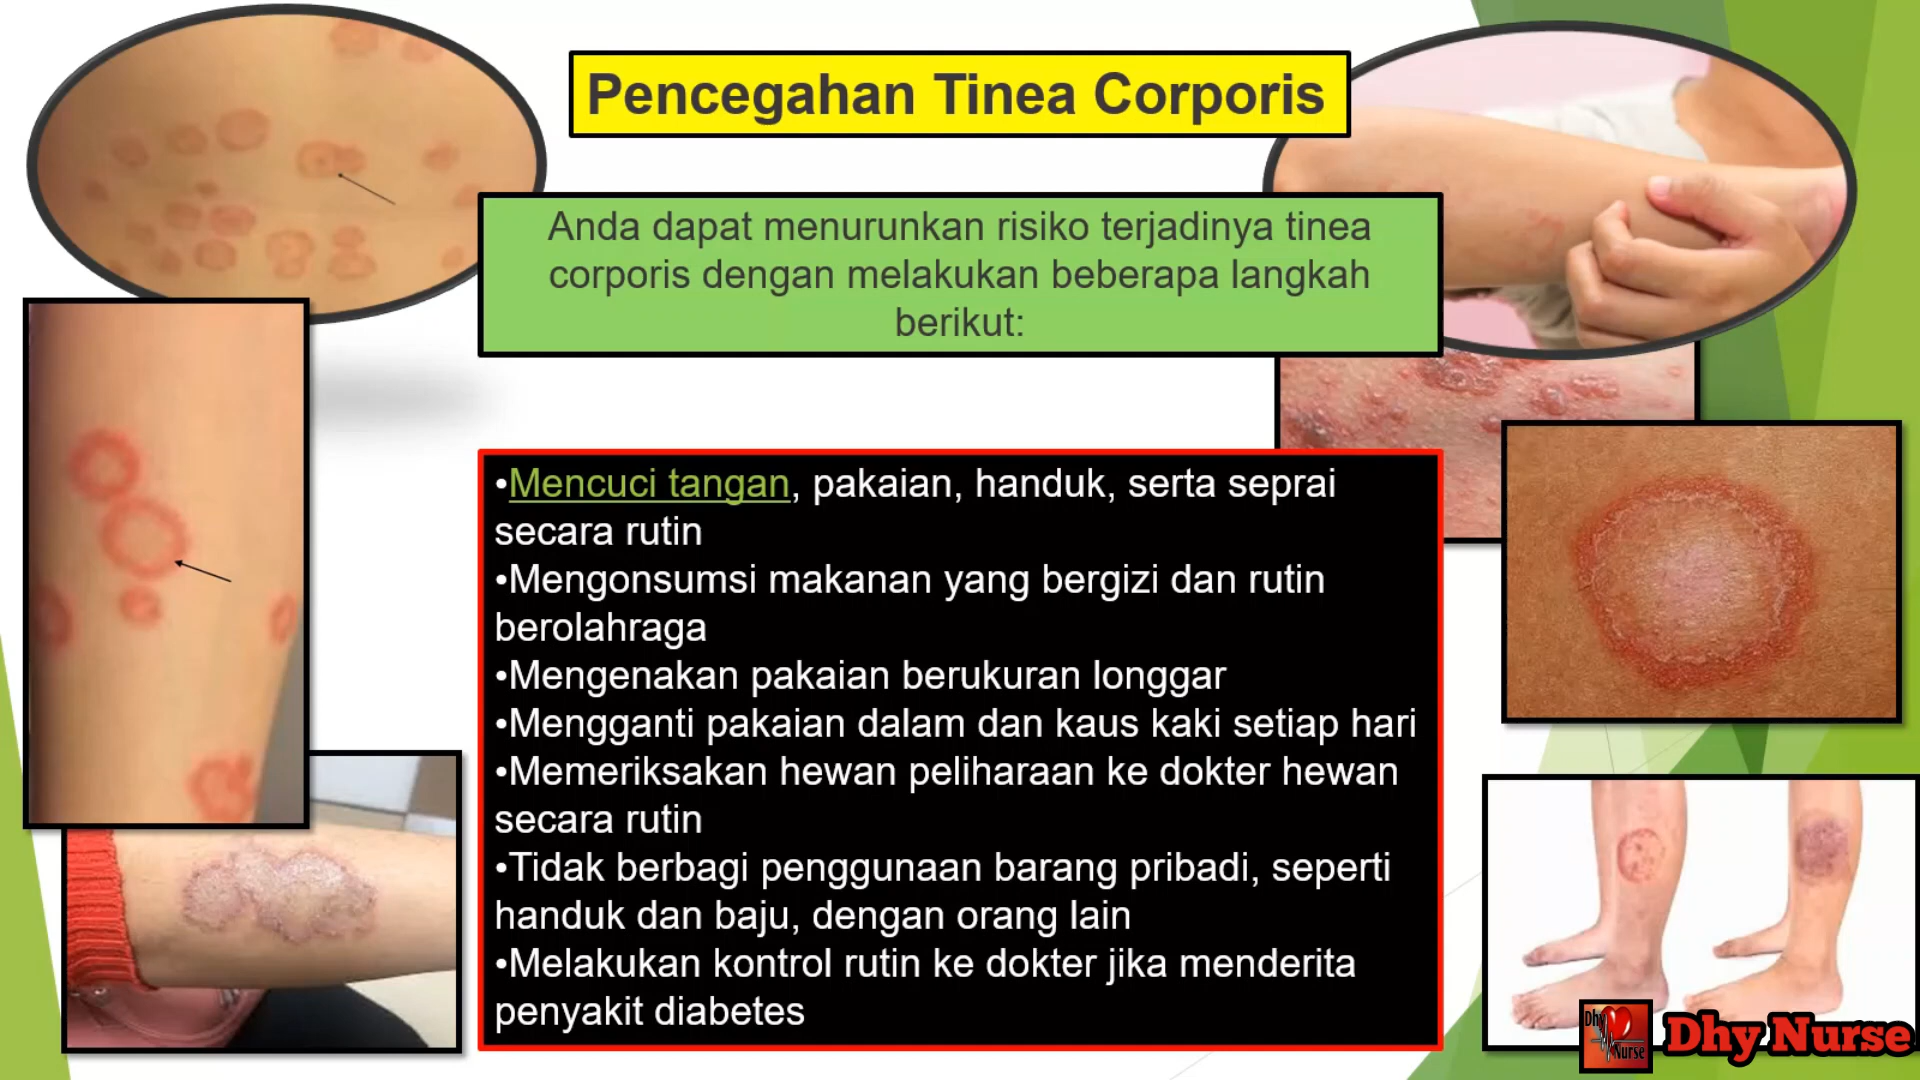 Pencegahan Tinea Corporis
Anda dapat menurunkan risiko terjadinya tinea
corporis dengan melakukan beberapa langkah
berikut:
•Mencuci tangan, pakaian, handuk, serta seprai
secara rutin
•Mengonsumsi makanan yang bergizi dan rutin
berolahraga
•Mengenakan pakaian berukuran longgar
•Mengganti pakaian dalam dan kaus kaki setiap hari
•Memeriksakan hewan peliharaan ke dokter hewan
secara rutin
•Tidak berbagi penggunaan barang pribadi, seperti
handuk dan baju, dengan orang lain
•Melakukan kontrol rutin ke dokter jika menderita
penyakit diabetes
Dhy
Nurse
Dhy Nurse